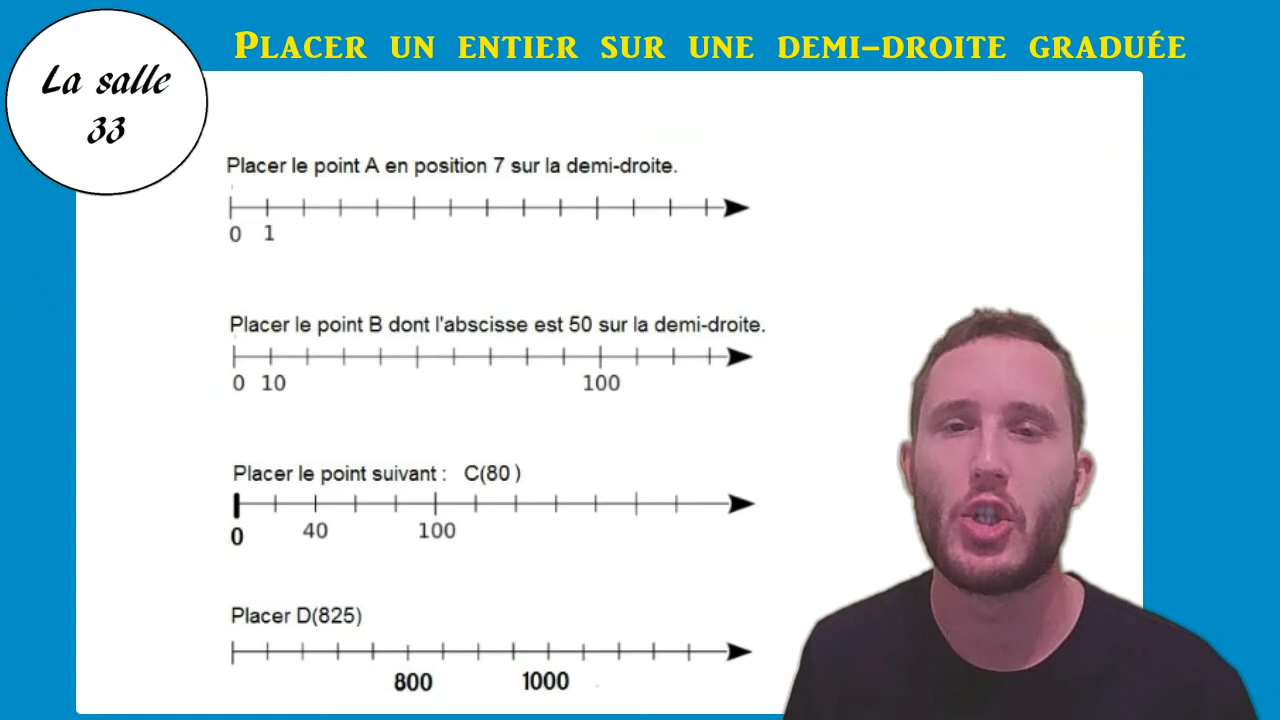 La salle
33
Placer un entier sur une demi-droite graduée
Placer le point A en position 7 sur la demi-droite.
0 1
Placer le point B dont l'abscisse est 50 sur la demi-droite.
0 10 100
Placer le point suivant : C(80 )
0 40 100
Placer D(825)
800 1000